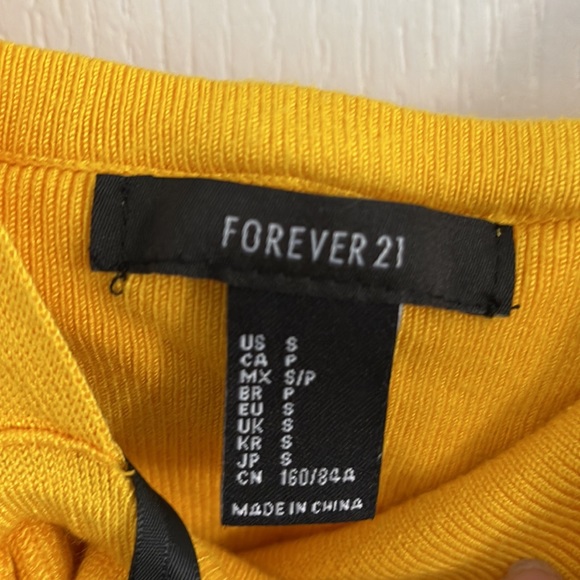 FOREVER 21
US S
CA P
MX S/P
BR P
EU S
UK S
KR S
JP S
CN 160/84A
MADE IN CHINA